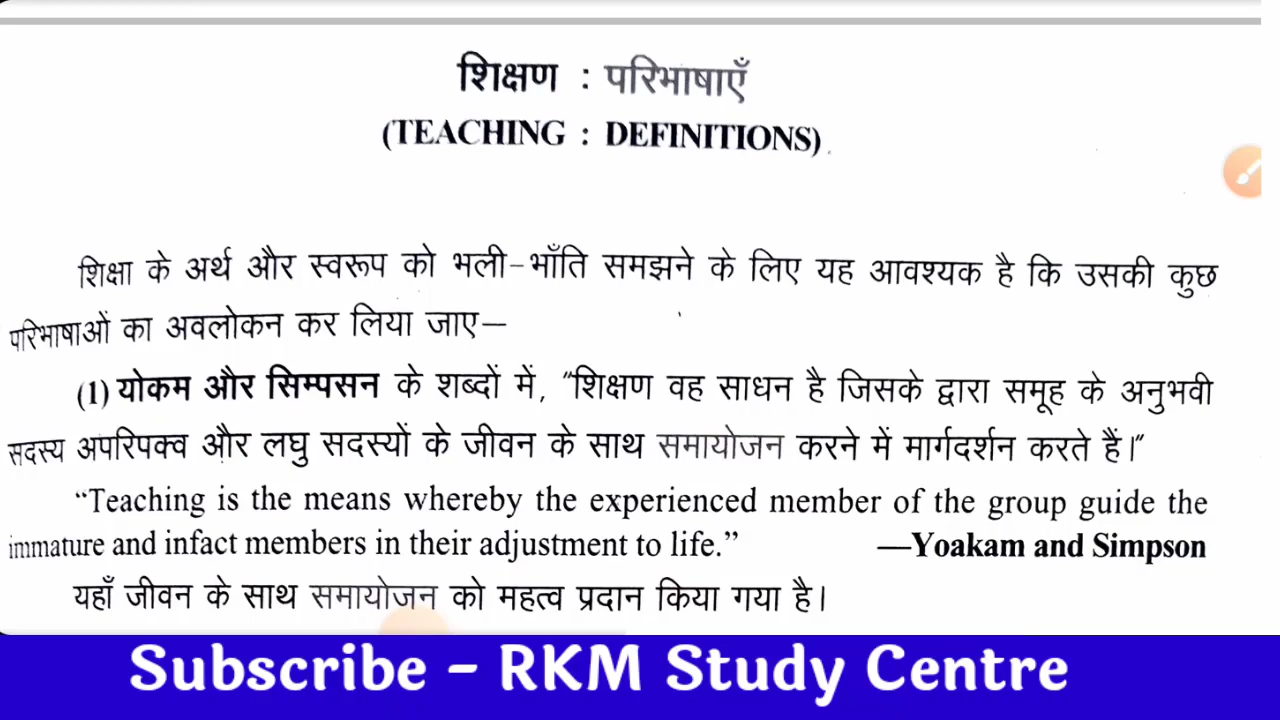 शिक्षण : परिभाषाएँ
(TEACHING : DEFINITIONS)
शिक्षा के अर्थ और स्वरूप को भली-भाँति समझने के लिए यह आवश्यक है कि उसकी कुछ
परिभाषाओं का अवलोकन कर लिया जाए—
(1) योकम और सिम्पसन के शब्दों में, “शिक्षण वह साधन है जिसके द्वारा समूह के अनुभवी
सदस्य अपरिपक्व और लघु सदस्यों के जीवन के साथ समायोजन करने में मार्गदर्शन करते हैं।”
“Teaching is the means whereby the experienced member of the group guide the
immature and infact members in their adjustment to life.” —Yoakam and Simpson
यहाँ जीवन के साथ समायोजन को महत्व प्रदान किया गया है।
Subscribe - RKM Study Centre